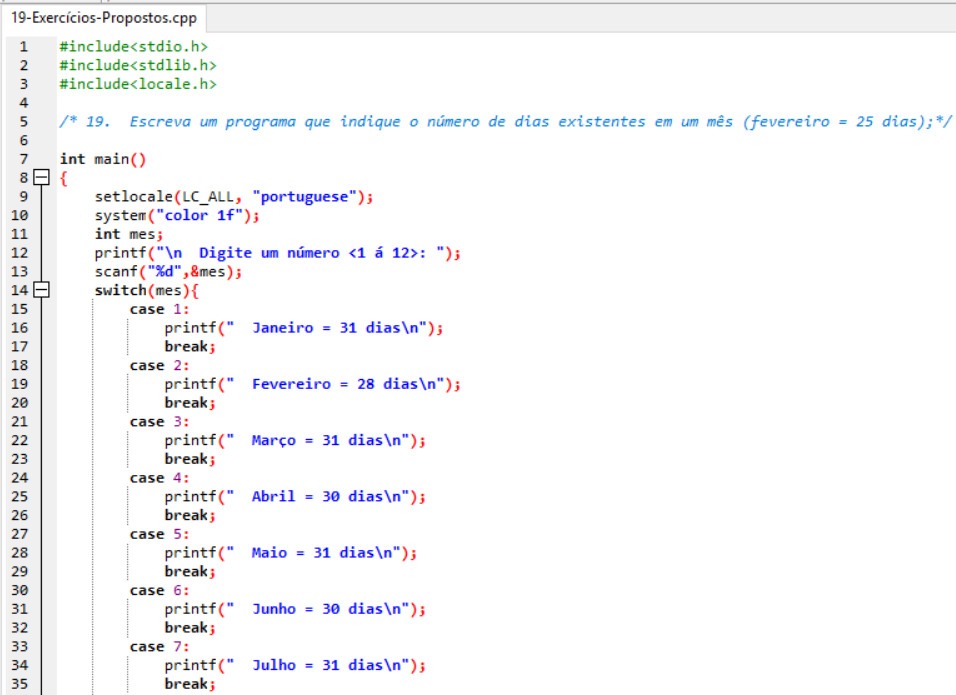 19-Exercícios-Propostos.cpp
1 #include<stdio.h>
2 #include<stdlib.h>
3 #include<locale.h>
4
5 /* 19.  Escreva um programa que indique o número de dias existentes em um mês (fevereiro = 25 dias);*/
6
7 int main()
8 {
9     setlocale(LC_ALL, "portuguese");
10     system("color 1f");
11     int mes;
12     printf("\n  Digite um número <1 á 12>: ");
13     scanf("%d",&mes);
14     switch(mes){
15         case 1:
16             printf("  Janeiro = 31 dias\n");
17             break;
18         case 2:
19             printf("  Fevereiro = 28 dias\n");
20             break;
21         case 3:
22             printf("  Março = 31 dias\n");
23             break;
24         case 4:
25             printf("  Abril = 30 dias\n");
26             break;
27         case 5:
28             printf("  Maio = 31 dias\n");
29             break;
30         case 6:
31             printf("  Junho = 30 dias\n");
32             break;
33         case 7:
34             printf("  Julho = 31 dias\n");
35             break;